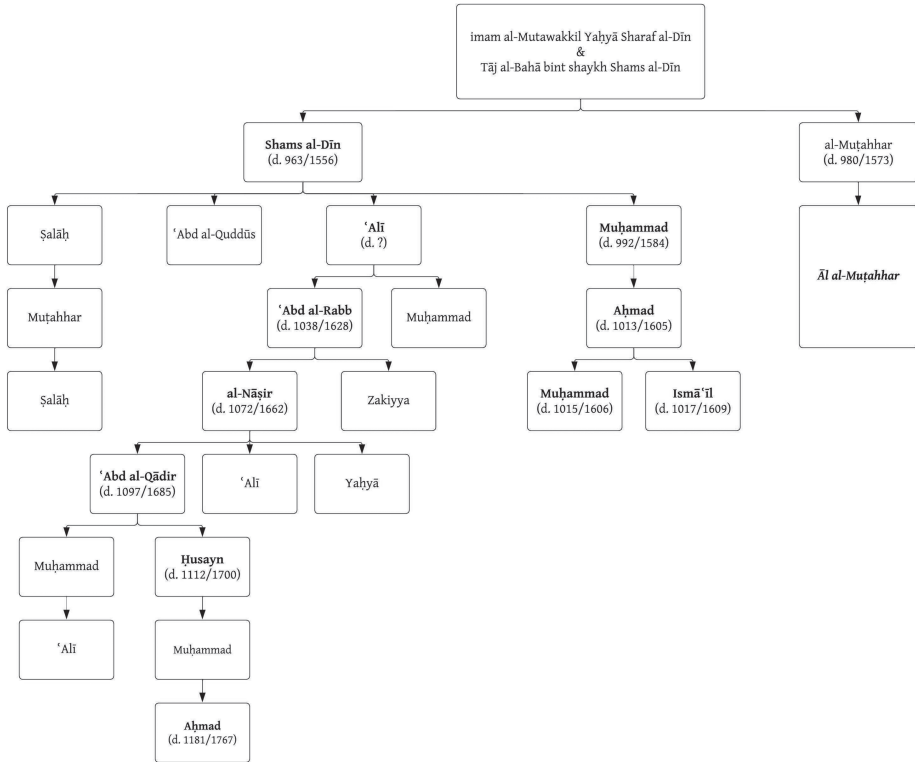 imam al-Mutawakkil Yaḥyā Sharaf al-Dīn
&
Tāj al-Bahā bint shaykh Shams al-Dīn
Shams al-Dīn
(d. 963/1556)
al-Muṭahhar
(d. 980/1573)
Ṣalāḥ
ʿAbd al-Quddūs
ʿAlī
(d. ?)
Muḥammad
(d. 992/1584)
Āl al-Muṭahhar
Muṭahhar
ʿAbd al-Rabb
(d. 1038/1628)
Muḥammad
Aḥmad
(d. 1013/1605)
Ṣalāḥ
al-Nāṣir
(d. 1072/1662)
Zakiyya
Muḥammad
(d. 1015/1606)
Ismāʿīl
(d. 1017/1609)
ʿAbd al-Qādir
(d. 1097/1685)
ʿAlī
Yaḥyā
Muḥammad
Ḥusayn
(d. 1112/1700)
ʿAlī
Muḥammad
Aḥmad
(d. 1181/1767)